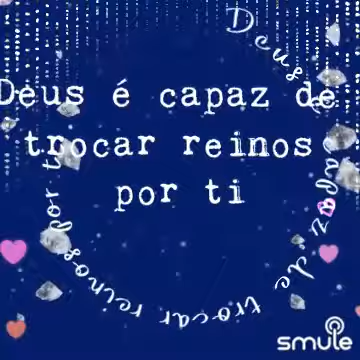 Deus é capaz de
trocar reinos
por ti
Deus é capaz de trocar reinos por ti
smule